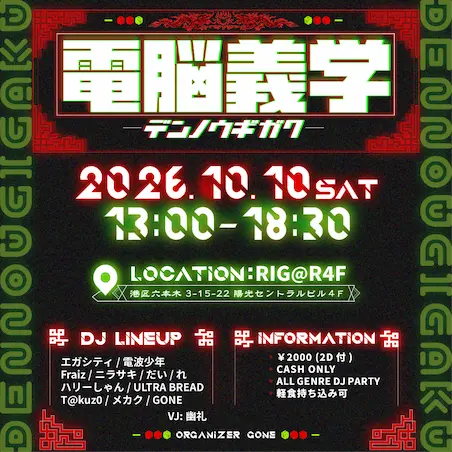 電脳義学
デンノウギガク
DENNOUGIGAKU
DENNOUGIGAKU
2026.10.10 SAT
13:00-18:30
LOCATION:RIG@R4F
港区六本木 3-15-22 陽光セントラルビル４F
DJ LINEUP
エガシティ / 電波少年
Fraiz / ニラサキ / だい / れ
ハリーしゃん / ULTRA BREAD
T@kuz0 / メカク / GONE
VJ: 幽礼
INFORMATION
・¥2000 (2D 付 )
・CASH ONLY
・ALL GENRE DJ PARTY
・軽食持ち込み可
ORGANIZER GONE